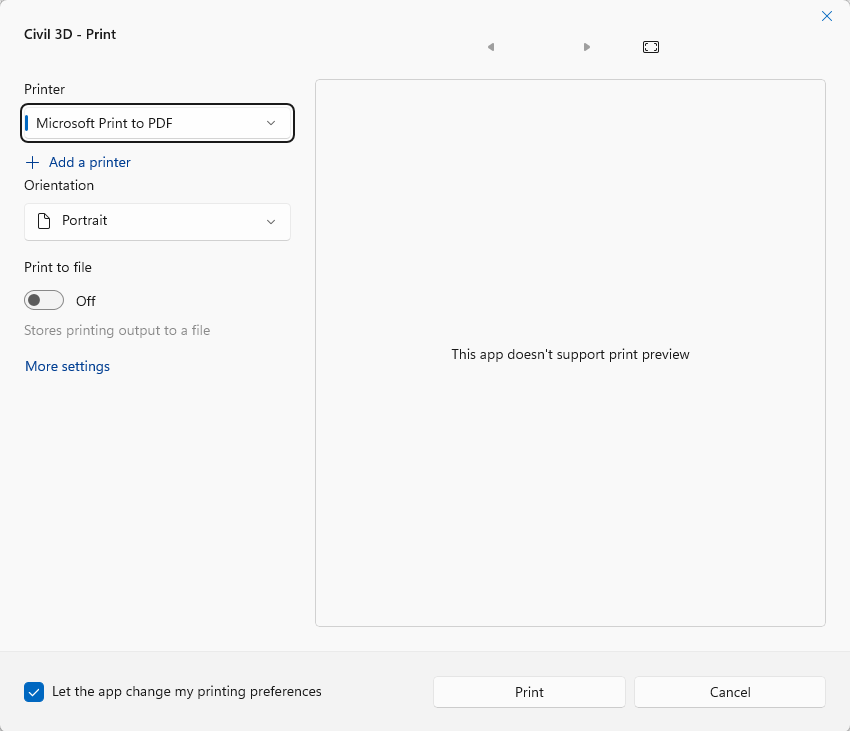 Civil 3D - Print
Printer
Microsoft Print to PDF
Add a printer
Orientation
Portrait
Print to file
Off
Stores printing output to a file
More settings
This app doesn't support print preview
Let the app change my printing preferences
Print
Cancel